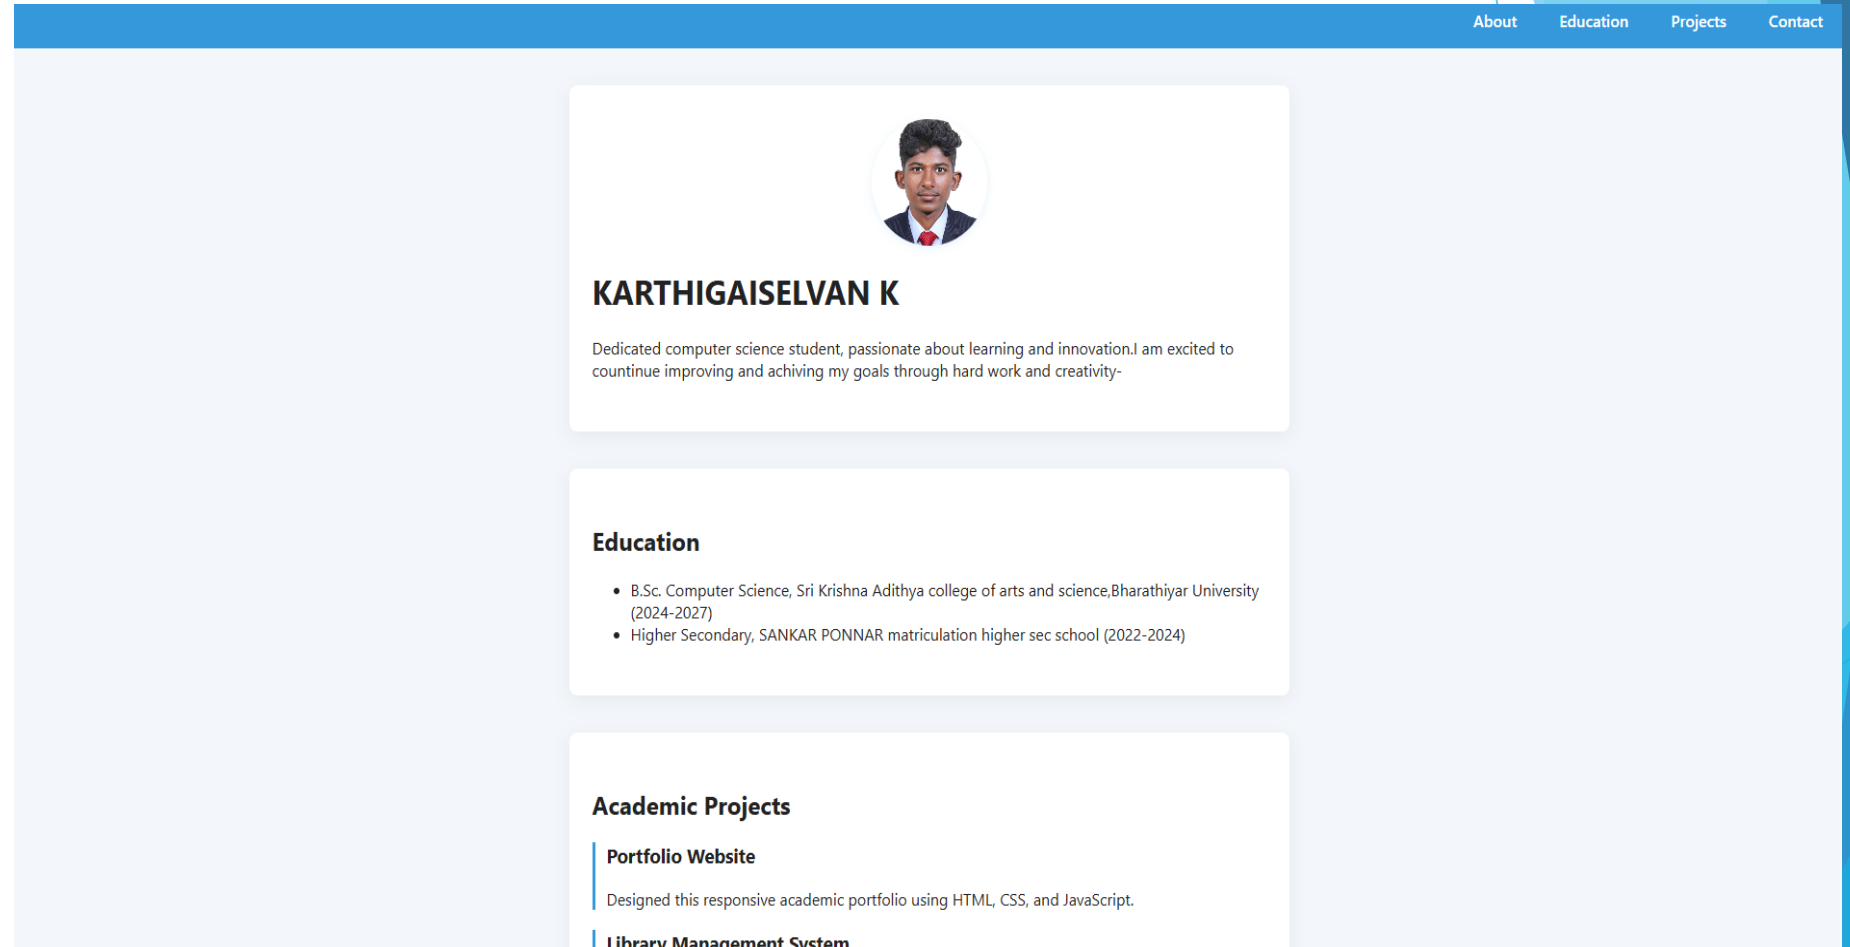 About Education Projects Contact
KARTHIGAISELVAN K
Dedicated computer science student, passionate about learning and innovation.I am excited to
countinue improving and achiving my goals through hard work and creativity-
Education
• B.Sc. Computer Science, Sri Krishna Adithya college of arts and science,Bharathiyar University
(2024-2027)
• Higher Secondary, SANKAR PONNAR matriculation higher sec school (2022-2024)
Academic Projects
Portfolio Website
Designed this responsive academic portfolio using HTML, CSS, and JavaScript.
Library Management System